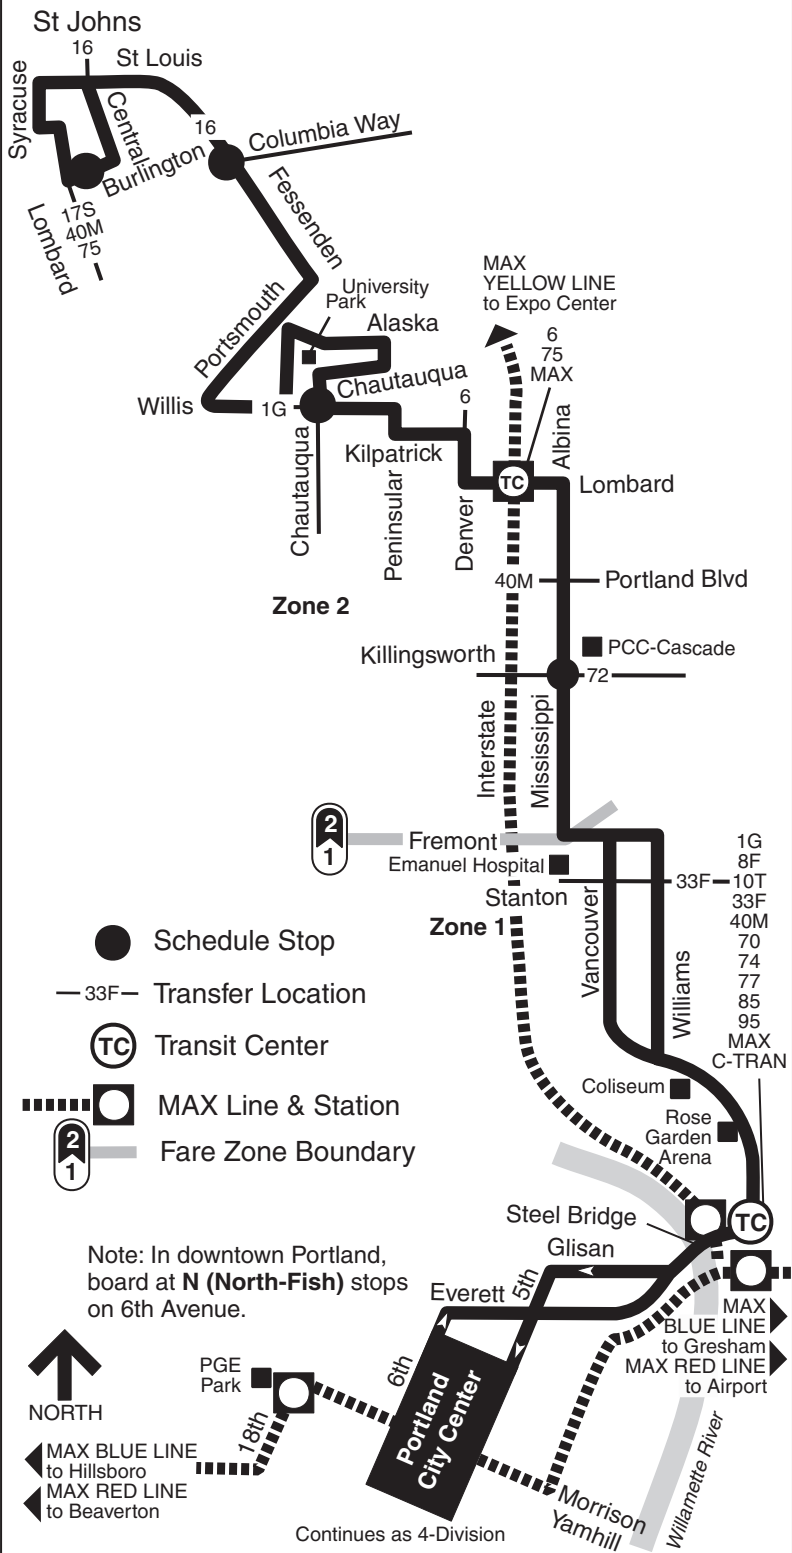 St Johns
16
St Louis
Syracuse
Central
16
Columbia Way
Burlington
Fessenden
Lombard
17S
40M
75
MAX
YELLOW LINE
to Expo Center
University
Park
Portsmouth
Alaska
6
75
MAX
Chautauqua
6
Willis
1G
Albina
Kilpatrick
TC
Lombard
Chautauqua
Peninsular
Denver
40M
Portland Blvd
Zone 2
PCC-Cascade
Killingsworth
72
Interstate
Mississippi
2
1
Fremont
Emanuel Hospital
1G
8F
33F
10T
33F
40M
70
74
77
85
95
MAX
C-TRAN
Stanton
Zone 1
Vancouver
Williams
Schedule Stop
33F
Transfer Location
TC
Transit Center
MAX Line & Station
2
1
Fare Zone Boundary
Coliseum
Rose
Garden
Arena
Steel Bridge
TC
Glisan
Note: In downtown Portland,
board at N (North-Fish) stops
on 6th Avenue.
Everett
5th
MAX
BLUE LINE
to Gresham
MAX RED LINE
to Airport
6th
PGE
Park
NORTH
18th
Portland
City Center
MAX BLUE LINE
to Hillsboro
MAX RED LINE
to Beaverton
Morrison
Yamhill
Willamette River
Continues as 4-Division